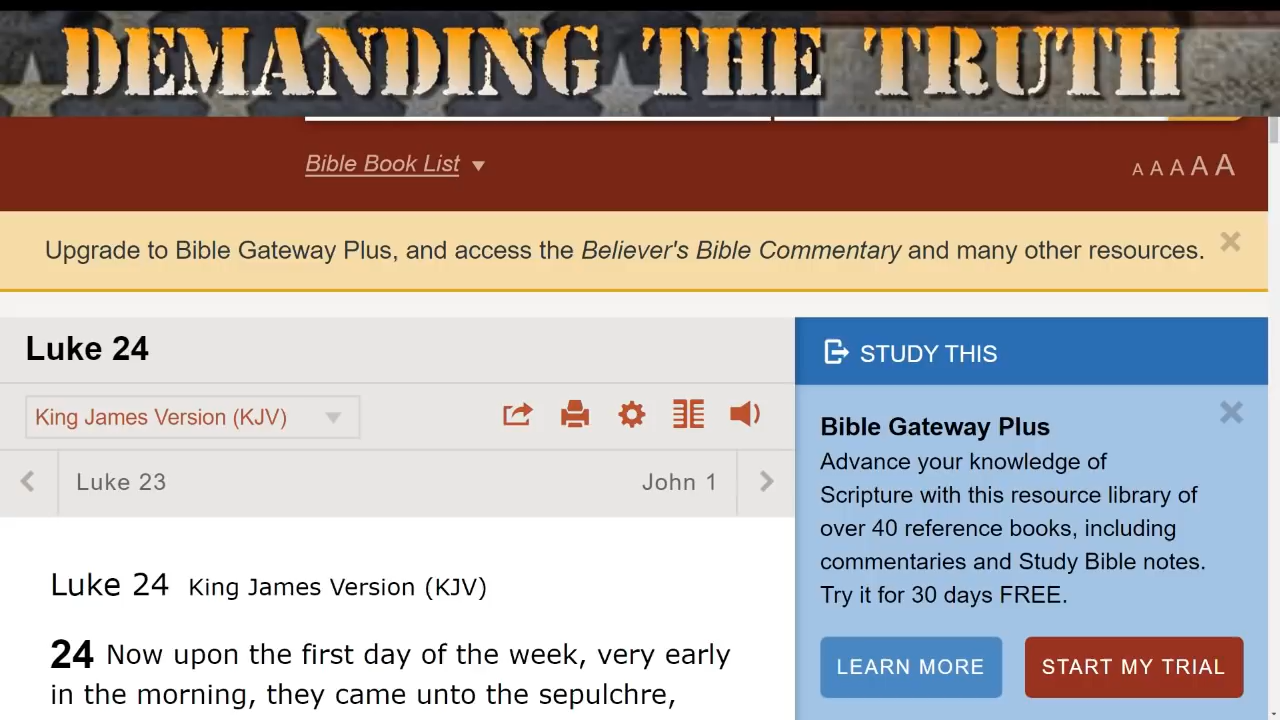 DEMANDING THE TRUTH
Bible Book List
A A A A A
Upgrade to Bible Gateway Plus, and access the Believer's Bible Commentary and many other resources.
Luke 24
King James Version (KJV)
Luke 23
John 1
Luke 24 King James Version (KJV)
24 Now upon the first day of the week, very early
in the morning, they came unto the sepulchre,
STUDY THIS
Bible Gateway Plus
Advance your knowledge of
Scripture with this resource library of
over 40 reference books, including
commentaries and Study Bible notes.
Try it for 30 days FREE.
LEARN MORE
START MY TRIAL